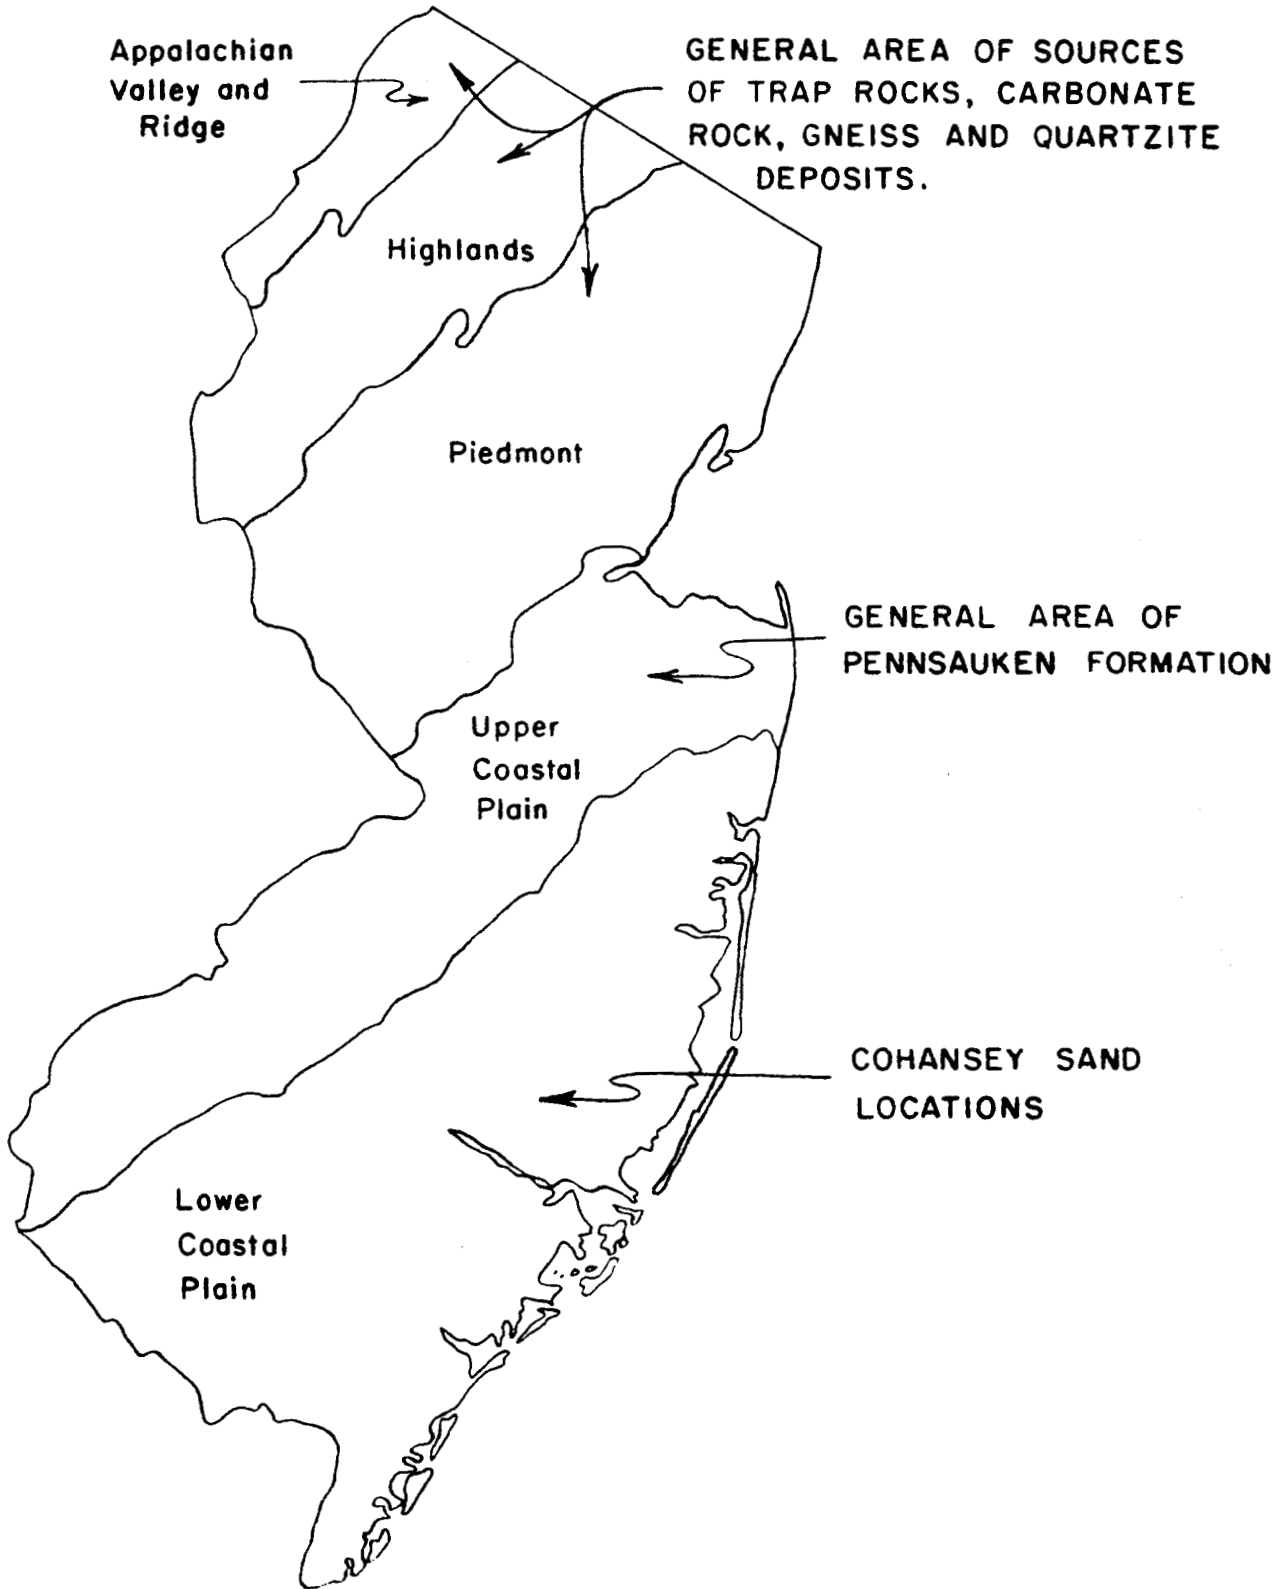 Appalachian
Valley and
Ridge
GENERAL AREA OF SOURCES
OF TRAP ROCKS, CARBONATE
ROCK, GNEISS AND QUARTZITE
DEPOSITS.
Highlands
Piedmont
GENERAL AREA OF
PENNSAUKEN FORMATION
Upper
Coastal
Plain
COHANSEY SAND
LOCATIONS
Lower
Coastal
Plain